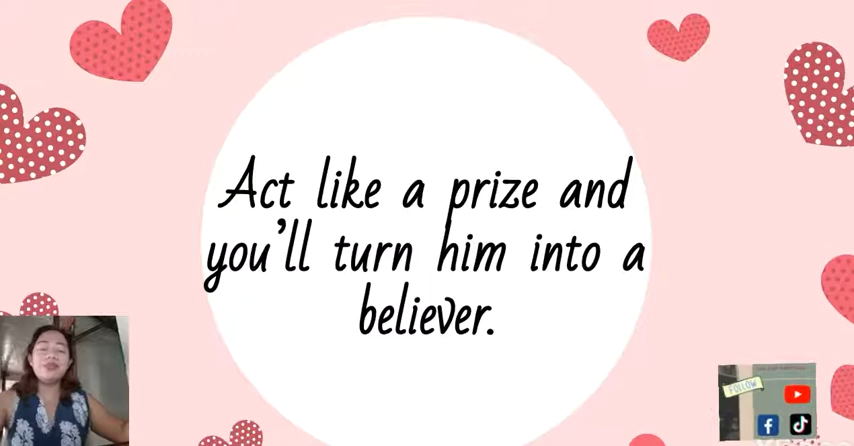 Act like a prize and
you'll turn him into a
believer.
FOLLOW